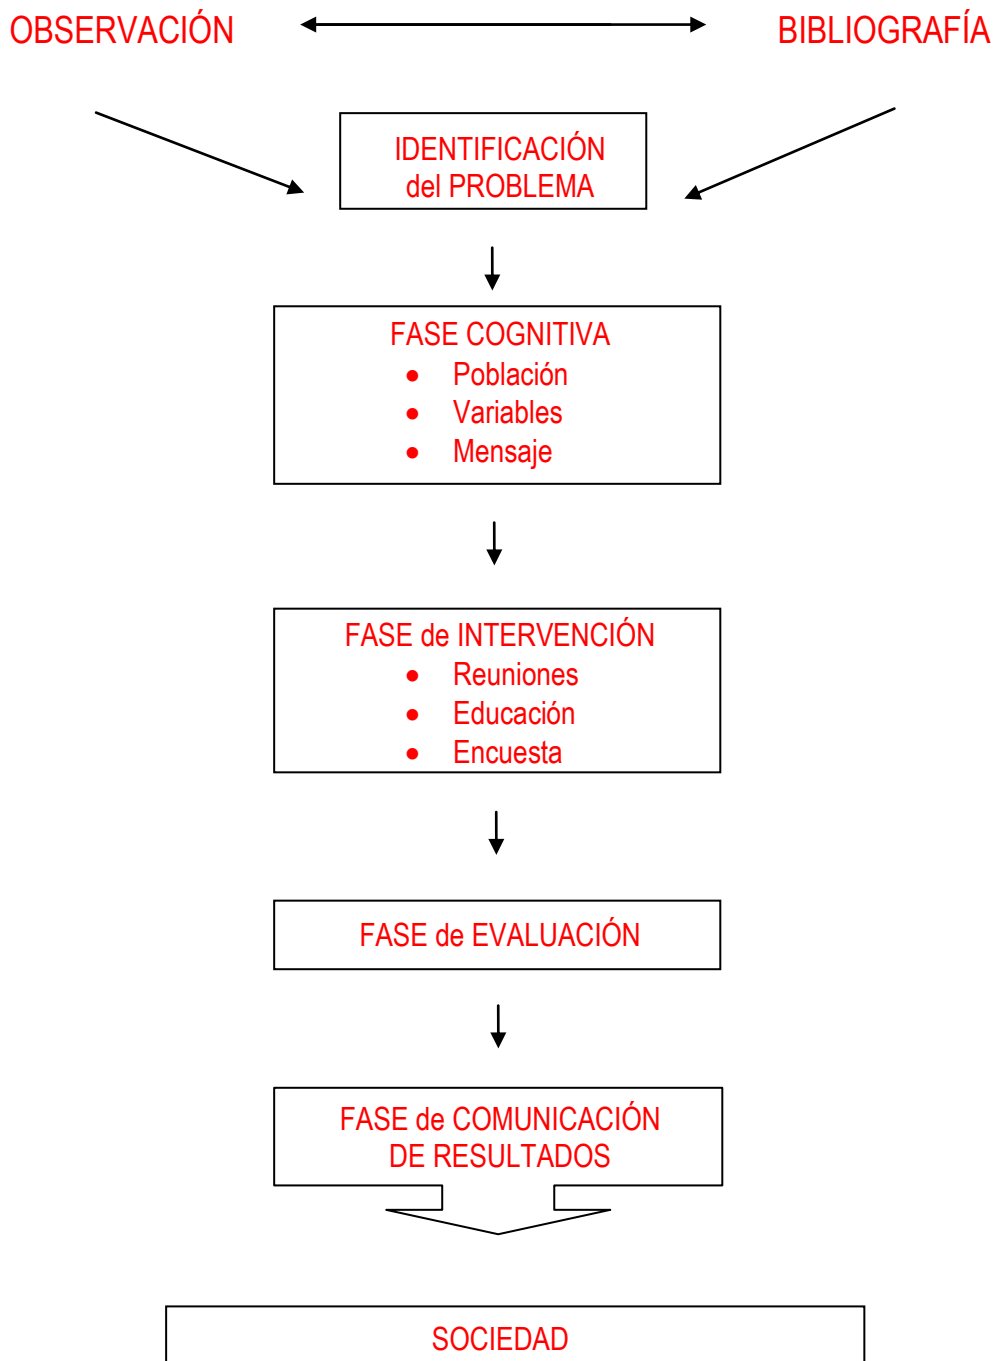 OBSERVACIÓN BIBLIOGRAFÍA
IDENTIFICACIÓN
del PROBLEMA
FASE COGNITIVA
• Población
• Variables
• Mensaje
FASE de INTERVENCIÓN
• Reuniones
• Educación
• Encuesta
FASE de EVALUACIÓN
FASE de COMUNICACIÓN
DE RESULTADOS
SOCIEDAD